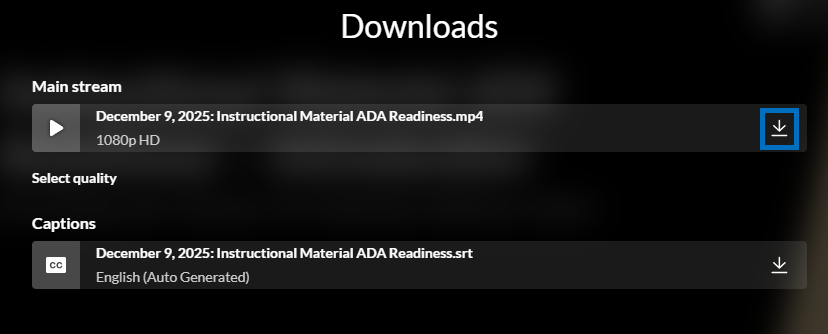 Downloads
Main stream
December 9, 2025: Instructional Material ADA Readiness.mp4
1080p HD
Select quality
Captions
CC
December 9, 2025: Instructional Material ADA Readiness.srt
English (Auto Generated)